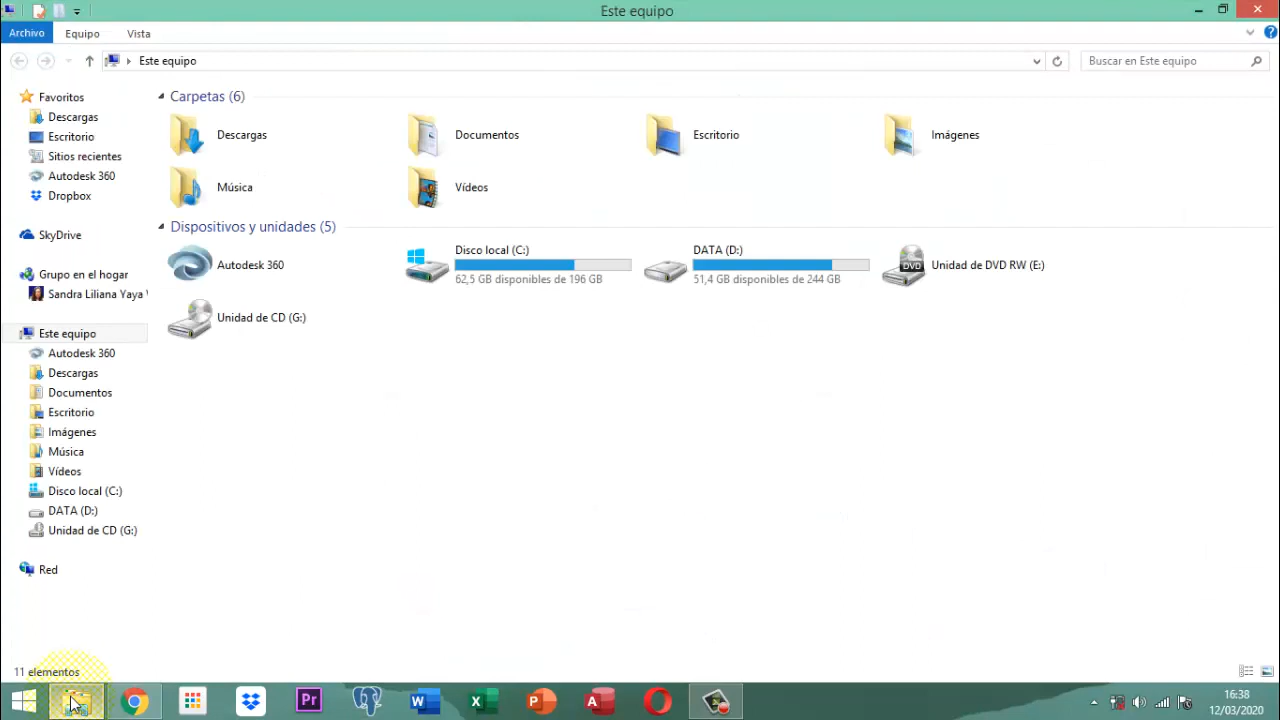 Este equipo
Archivo
Equipo
Vista
Este equipo
Buscar en Este equipo
Favoritos
Descargas
Escritorio
Sitios recientes
Autodesk 360
Dropbox
SkyDrive
Grupo en el hogar
Sandra Liliana Yaya
Este equipo
Autodesk 360
Descargas
Documentos
Escritorio
Imágenes
Música
Vídeos
Disco local (C:)
DATA (D:)
Unidad de CD (G:)
Red
Carpetas (6)
Descargas
Documentos
Escritorio
Imágenes
Música
Vídeos
Dispositivos y unidades (5)
Autodesk 360
Disco local (C:)
62,5 GB disponibles de 196 GB
DATA (D:)
51,4 GB disponibles de 244 GB
DVD
Unidad de DVD RW (E:)
Unidad de CD (G:)
11 elementos
Pr
W
X
P
A
16:38
12/03/2020